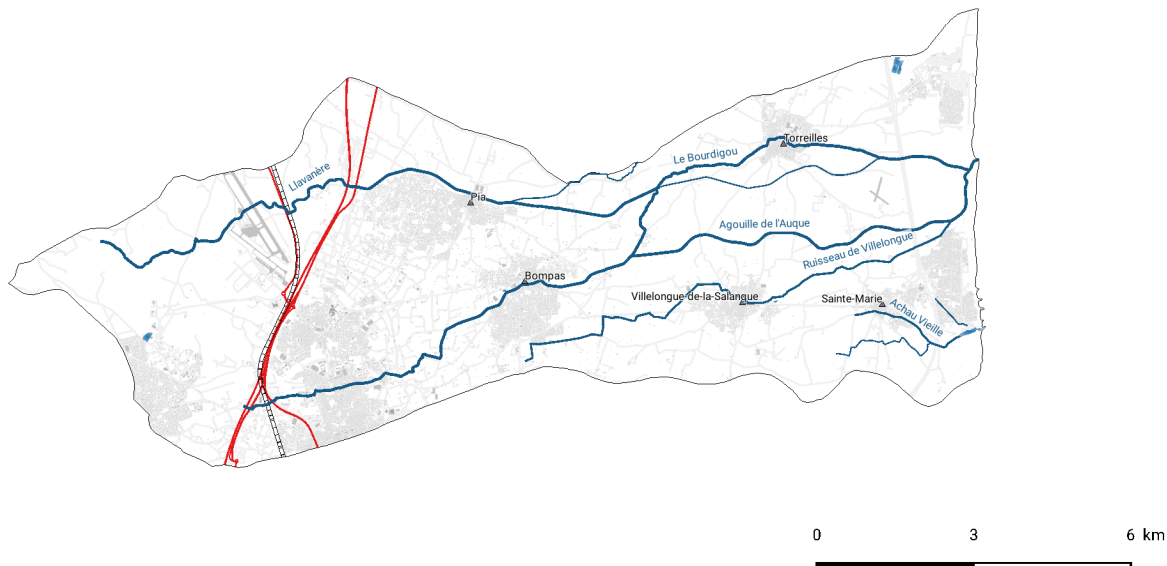 Torreilles
Le Bourdigou
Llavanère
Pia
Agouille de l'Auque
Ruisseau de Villelongue
Bompas
Villelongue-de-la-Salanque
Sainte-Marie
Achau Vieille
0 3 6 km